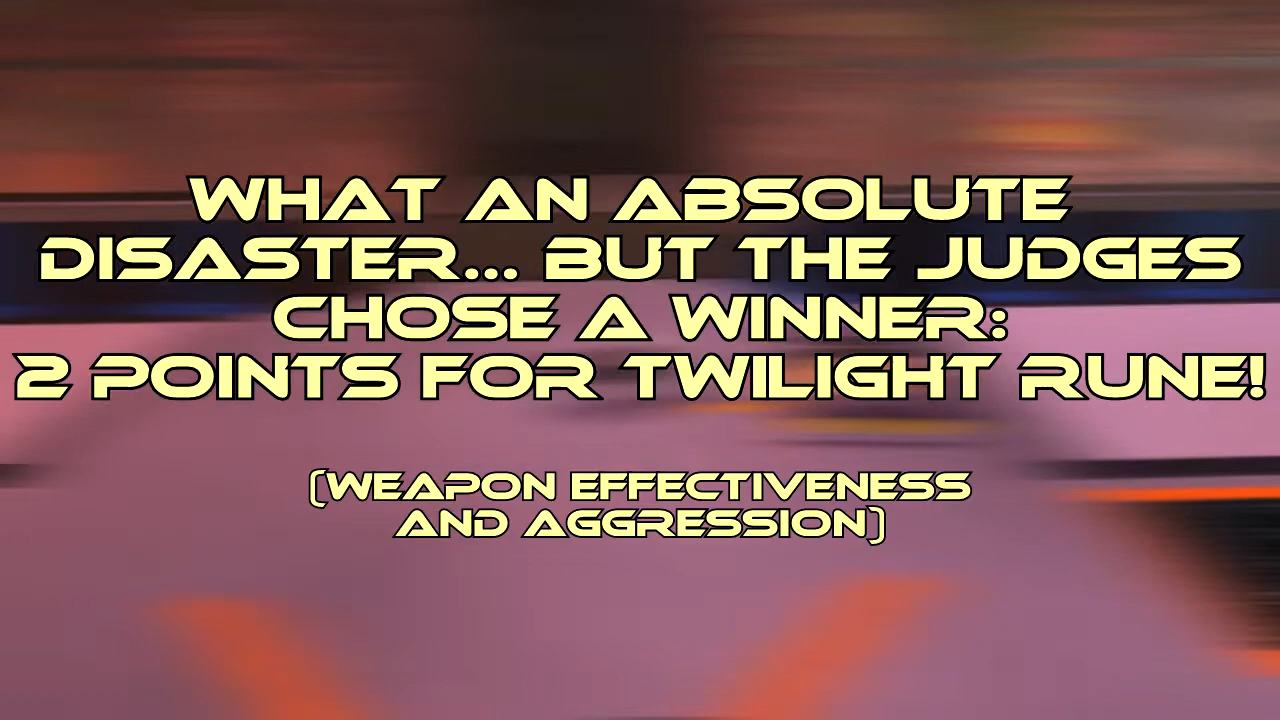 WHAT AN ABSOLUTE
DISASTER... BUT THE JUDGES
CHOSE A WINNER:
2 POINTS FOR TWILIGHT RUNE!
(WEAPON EFFECTIVENESS
AND AGGRESSION)